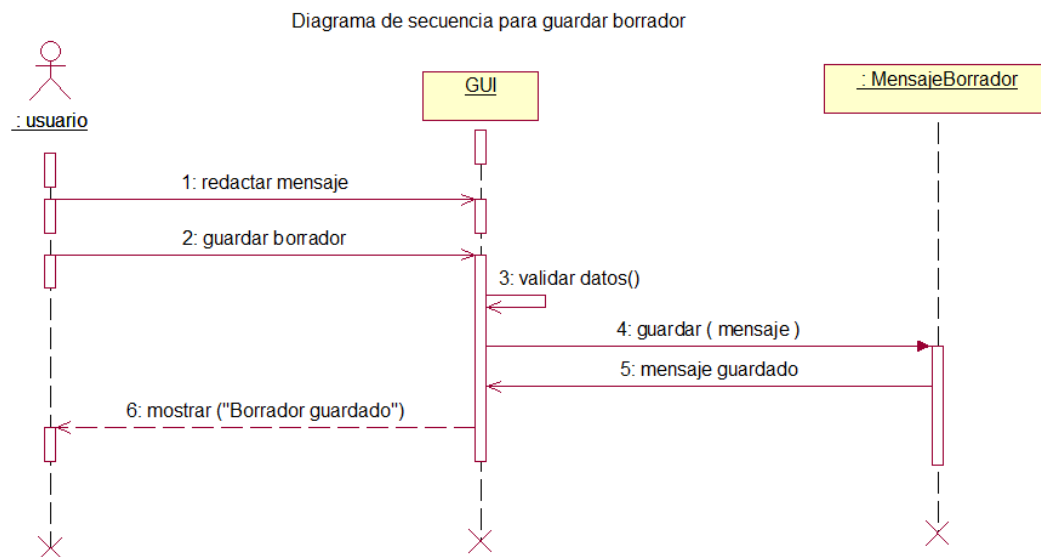 Diagrama de secuencia para guardar borrador
: usuario
GUI
: MensajeBorrador
1: redactar mensaje
2: guardar borrador
3: validar datos()
4: guardar ( mensaje )
5: mensaje guardado
6: mostrar ("Borrador guardado")